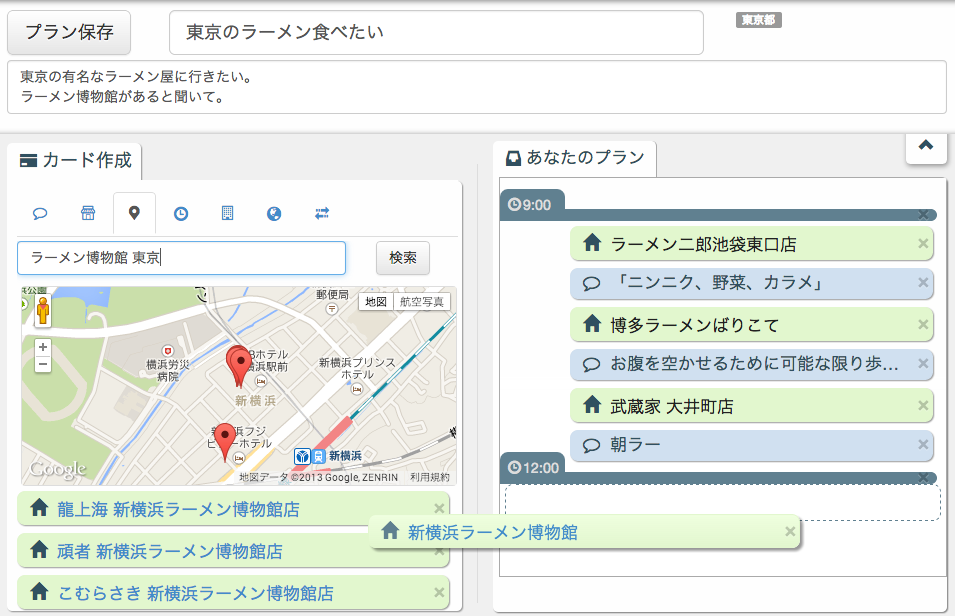 プラン保存
東京のラーメン食べたい
東京都
東京の有名なラーメン屋に行きたい。
ラーメン博物館があると聞いて。
カード作成
ラーメン博物館 東京
検索
郵便局
地図
航空写真
横浜労災
病院
ホテル
横浜駅前
新横浜プリンス
ホテル
新横浜
新横浜
Google
地図データ ©2013 Google, ZENRIN
利用規約
龍上海 新横浜ラーメン博物館店
頑者 新横浜ラーメン博物館店
こむらさき 新横浜ラーメン博物館店
あなたのプラン
9:00
ラーメン二郎池袋東口店
「ニンニク、野菜、カラメ」
博多ラーメンばりこて
お腹を空かせるために可能な限り歩…
武蔵家 大井町店
朝ラー
12:00
新横浜ラーメン博物館